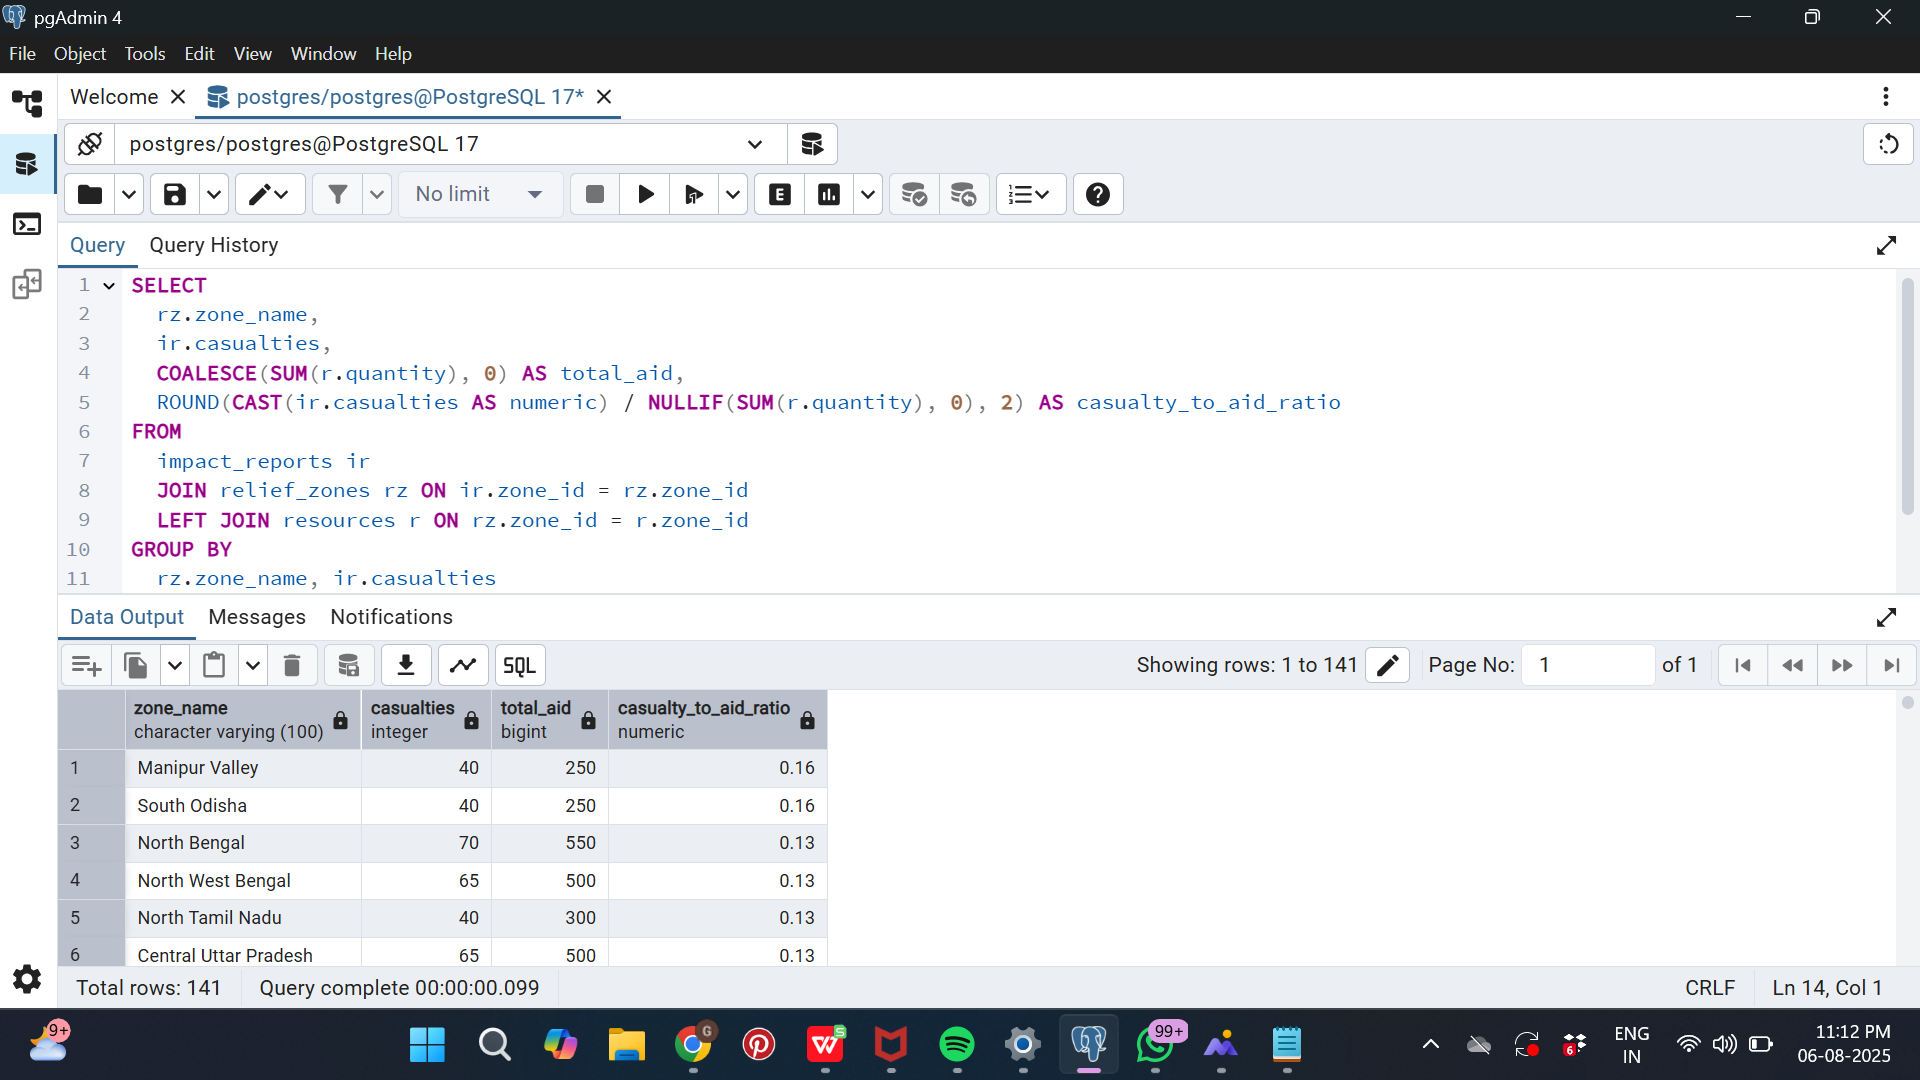 pgAdmin 4
File Object Tools Edit View Window Help
Welcome postgres/postgres@PostgreSQL 17*
postgres/postgres@PostgreSQL 17
No limit E
Query Query History
1 SELECT
2 rz.zone_name,
3 ir.casualties,
4 COALESCE(SUM(r.quantity), 0) AS total_aid,
5 ROUND(CAST(ir.casualties AS numeric) / NULLIF(SUM(r.quantity), 0), 2) AS casualty_to_aid_ratio
6 FROM
7 impact_reports ir
8 JOIN relief_zones rz ON ir.zone_id = rz.zone_id
9 LEFT JOIN resources r ON rz.zone_id = r.zone_id
10 GROUP BY
11 rz.zone_name, ir.casualties
Data Output Messages Notifications
SQL Showing rows: 1 to 141 Page No: 1 of 1
zone_name casualties total_aid casualty_to_aid_ratio
character varying (100) integer bigint numeric
1 Manipur Valley 40 250 0.16
2 South Odisha 40 250 0.16
3 North Bengal 70 550 0.13
4 North West Bengal 65 500 0.13
5 North Tamil Nadu 40 300 0.13
6 Central Uttar Pradesh 65 500 0.13
Total rows: 141 Query complete 00:00:00.099 CRLF Ln 14, Col 1
9+ G W S 99+ 6 ENG 11:12 PM
IN 06-08-2025